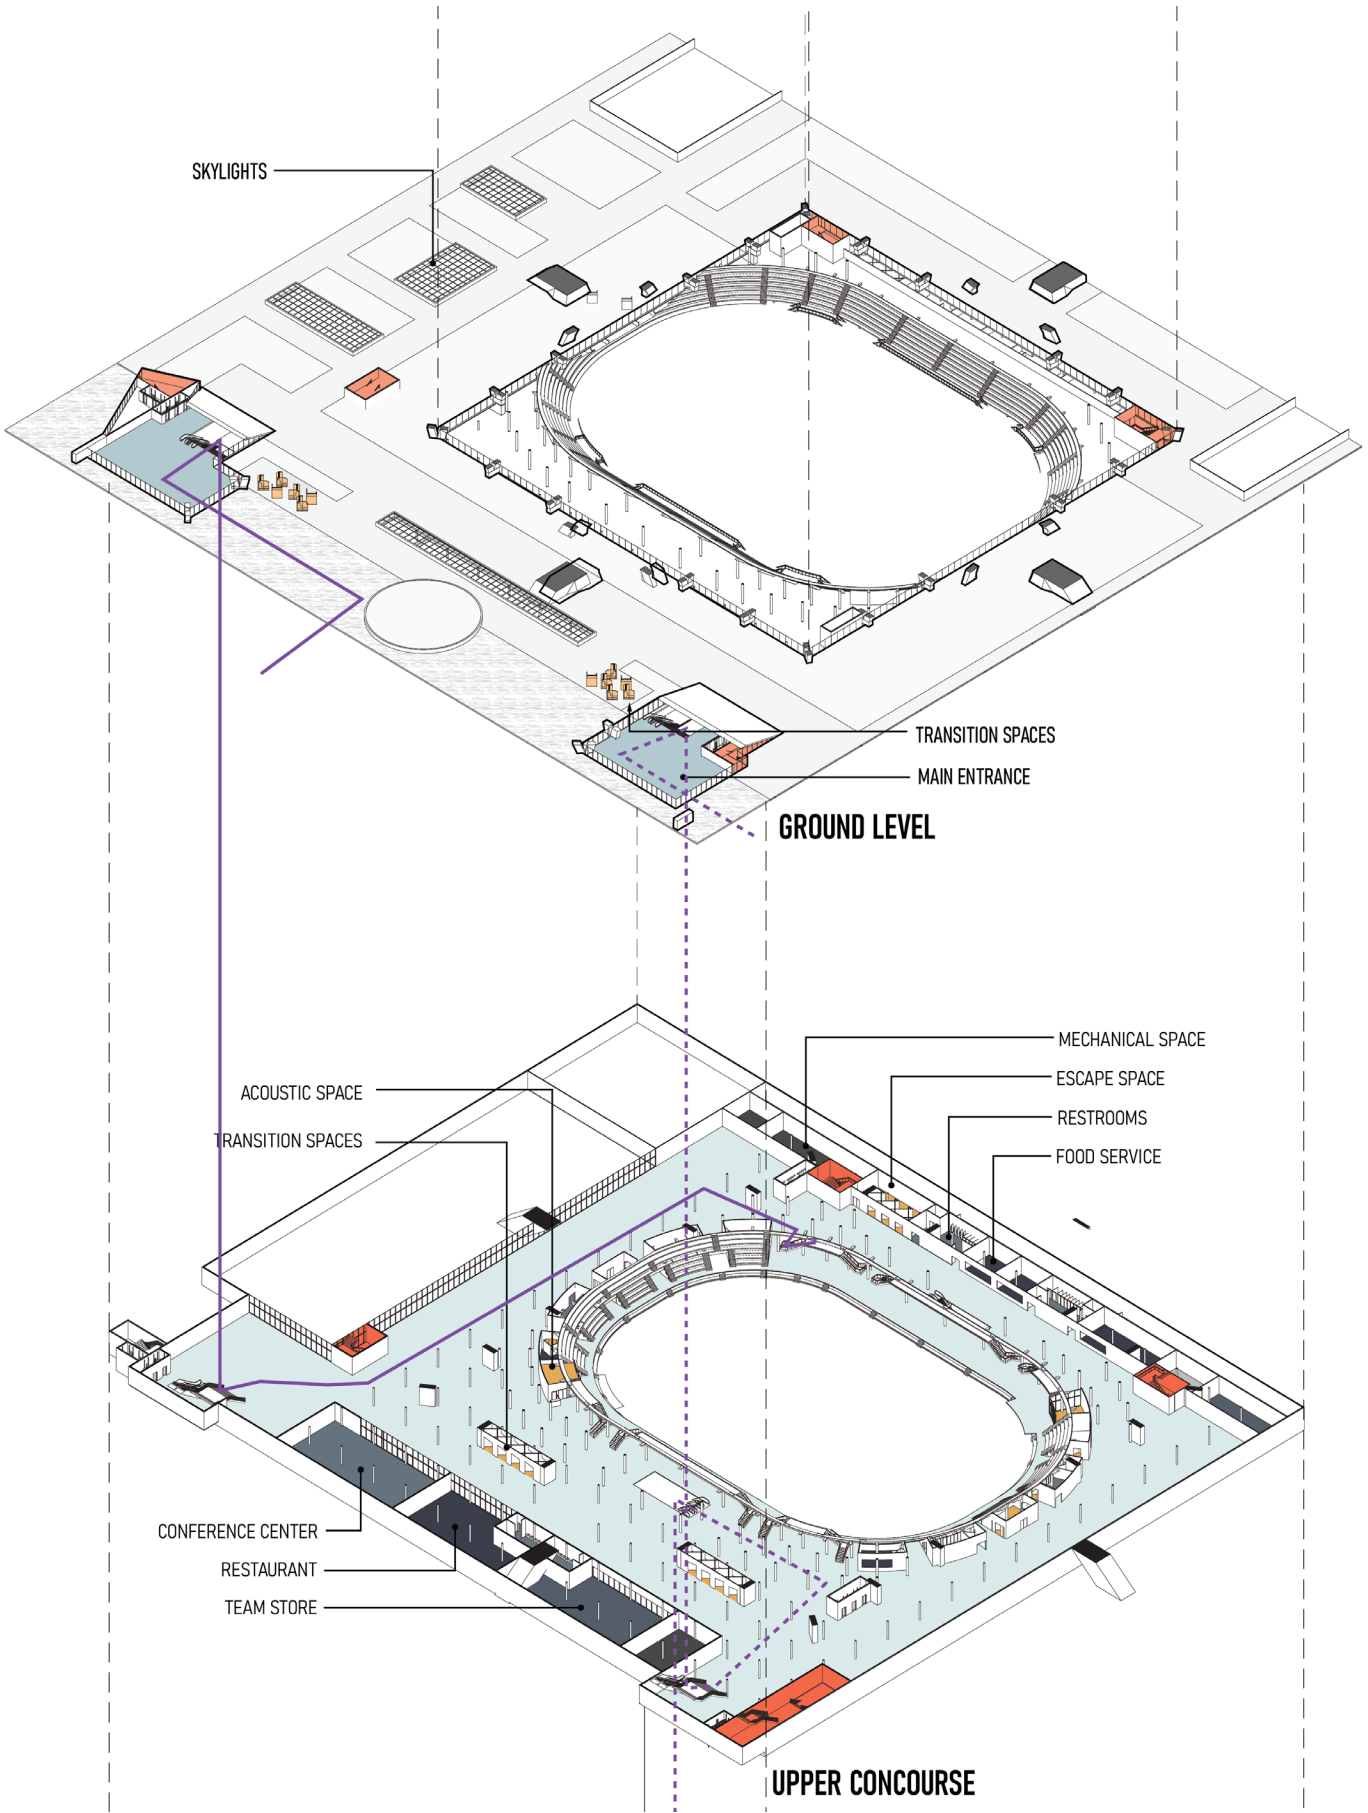 SKYLIGHTS
TRANSITION SPACES
MAIN ENTRANCE
GROUND LEVEL
MECHANICAL SPACE
ESCAPE SPACE
ACOUSTIC SPACE
RESTROOMS
TRANSITION SPACES
FOOD SERVICE
CONFERENCE CENTER
RESTAURANT
TEAM STORE
UPPER CONCOURSE